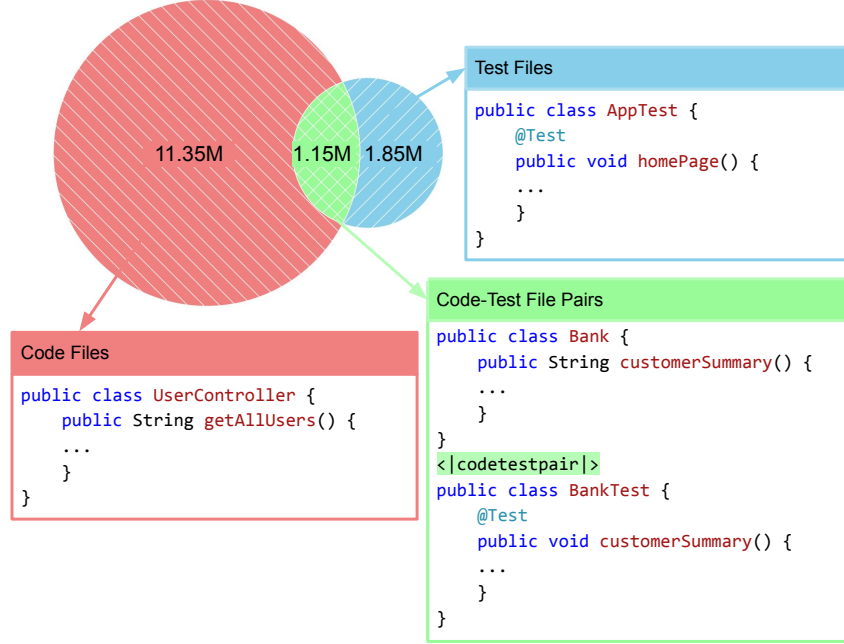 11.35M
1.15M
1.85M
Test Files
public class AppTest {
@Test
public void homePage() {
...
}
}
Code-Test File Pairs
public class Bank {
public String customerSummary() {
...
}
}
<|codetestpair|>
public class BankTest {
@Test
public void customerSummary() {
...
}
}
Code Files
public class UserController {
public String getAllUsers() {
...
}
}